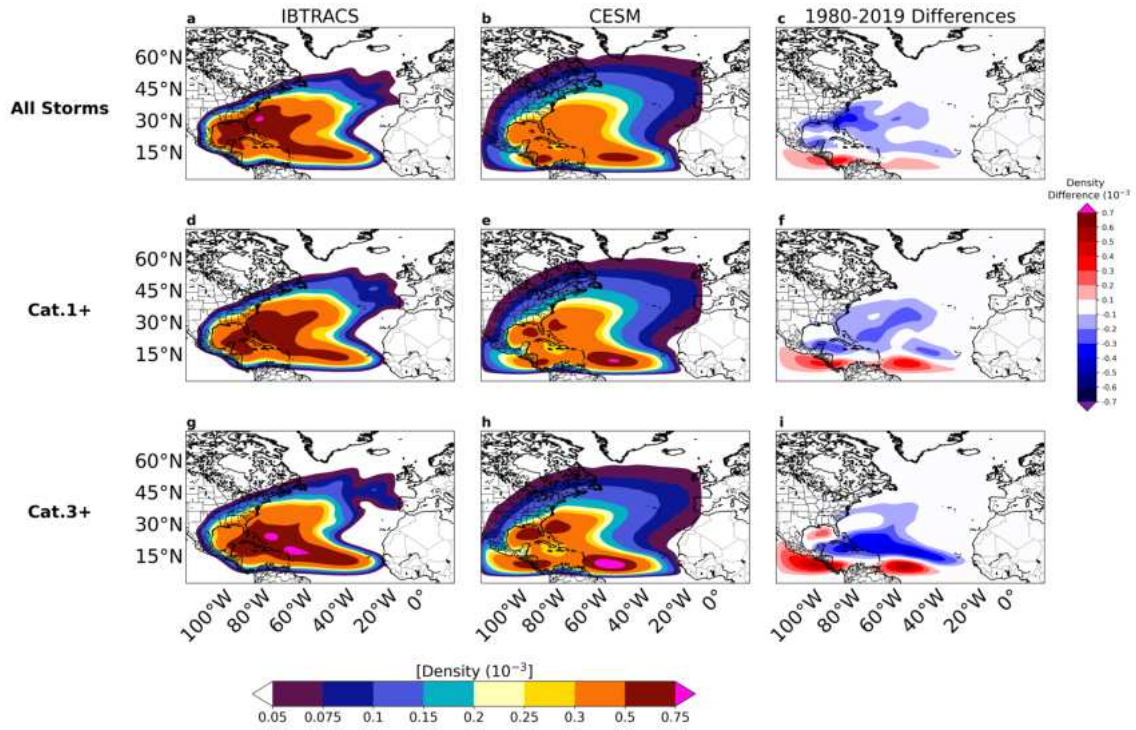 IBTRACS CESM 1980-2019 Differences
a b c
60°N
45°N
30°N
15°N
All Storms
Density
Difference (10⁻³
0.7
0.6
0.5
0.4
0.3
0.2
0.1
-0.1
-0.2
-0.3
-0.4
-0.5
-0.6
-0.7
d e f
60°N
45°N
30°N
15°N
Cat.1+
g h i
60°N
45°N
30°N
15°N
Cat.3+
100°W 80°W 60°W 40°W 20°W 0° 100°W 80°W 60°W 40°W 20°W 0° 100°W 80°W 60°W 40°W 20°W 0°
[Density (10⁻³]
0.05 0.075 0.1 0.15 0.2 0.25 0.3 0.5 0.75